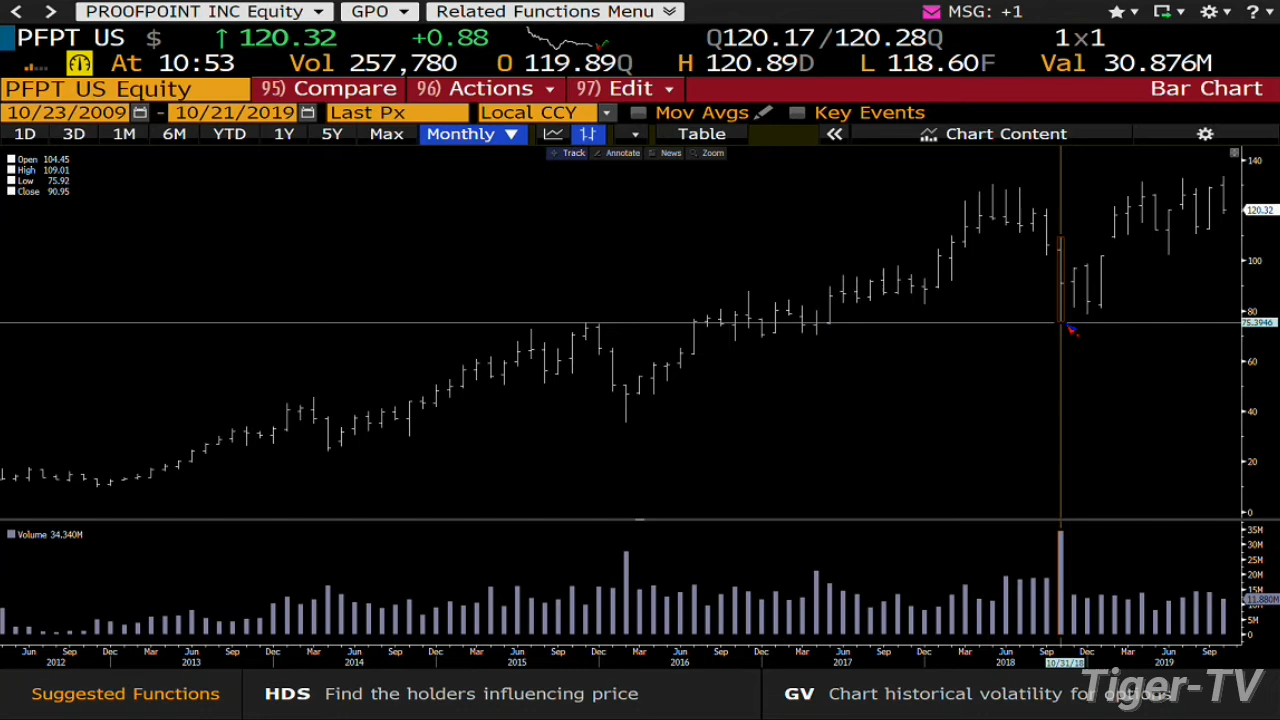 < > PROOFPOINT INC Equity GPO Related Functions Menu MSG: +1 ?
PFPT US $ ↑ 120.32 +0.88 Q120.17/120.28Q 1x1
At 10:53 Vol 257,780 O 119.89Q H 120.89D L 118.60F Val 30.876M
PFPT US Equity 95) Compare 96) Actions 97) Edit Bar Chart
10/23/2009 - 10/21/2019 Last Px Local CCY Mov Avgs Key Events
1D 3D 1M 6M YTD 1Y 5Y Max Monthly ▼ Table « Chart Content
Track Annotate News Zoom
Open 104.45
High 109.01
Low 75.92
Close 90.95
140
120.32
100
80
75.3946
60
40
20
0
Volume 34.340M
35M
30M
25M
20M
15M
11.880M
10M
5M
0
Jun Sep Dec Mar Jun Sep Dec Mar Jun Sep Dec Mar Jun Sep Dec Mar Jun Sep Dec Mar Jun Sep Dec Mar Jun Sep Dec Mar Jun Sep
2012 2013 2014 2015 2016 2017 2018 10/31/18 2019
Suggested Functions HDS Find the holders influencing price GV Chart historical volatility for options
Tiger-TV